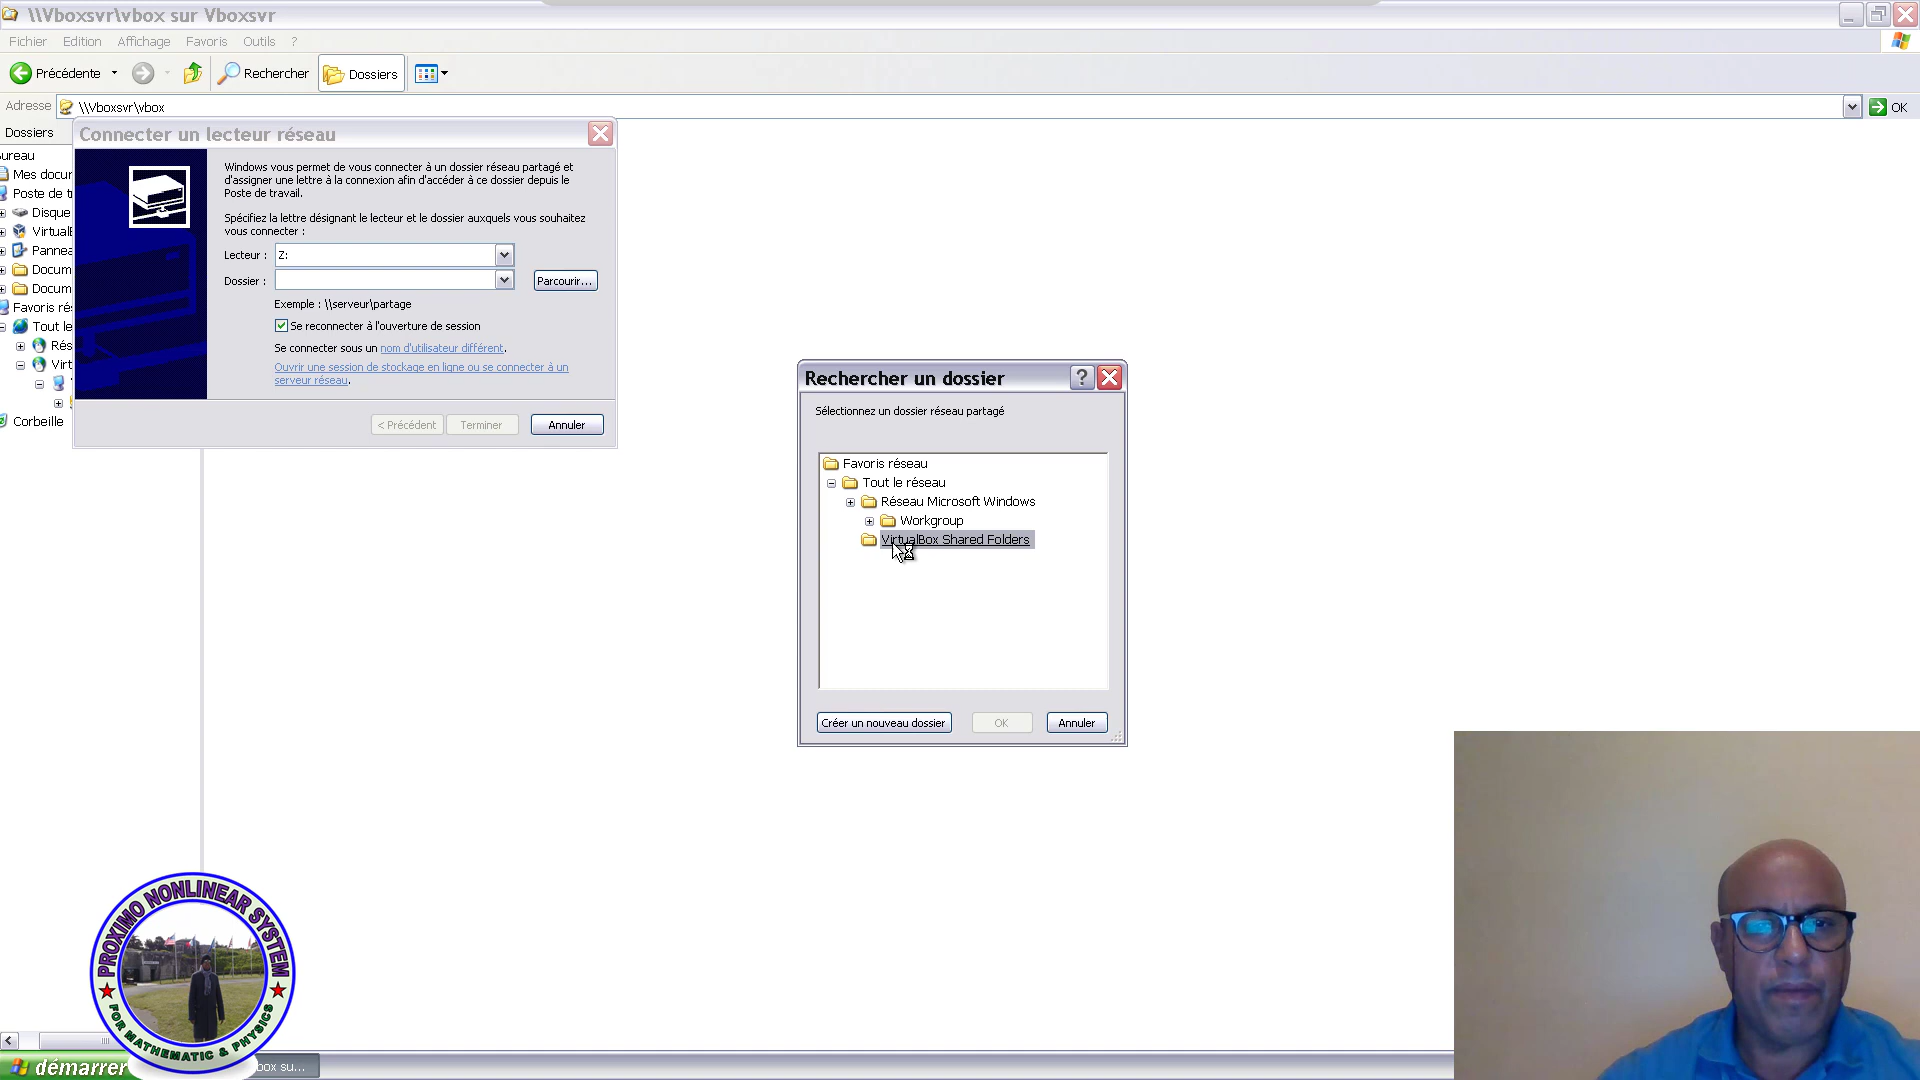 \\Vboxsvr\vbox sur Vboxsvr
Fichier Edition Affichage Favoris Outils ?
Précédente Rechercher Dossiers
Adresse \\Vboxsvr\vbox OK
Dossiers
ureau
Mes docur
Poste de t
Disque
Virtual
Pannea
Docum
Docum
Favoris ré
Tout le
Rés
Virt
Corbeille
Connecter un lecteur réseau
Windows vous permet de vous connecter à un dossier réseau partagé et
d'assigner une lettre à la connexion afin d'accéder à ce dossier depuis le
Poste de travail.
Spécifiez la lettre désignant le lecteur et le dossier auxquels vous souhaitez
vous connecter :
Lecteur : Z:
Dossier : Parcourir...
Exemple : \\serveur\partage
Se reconnecter à l'ouverture de session
Se connecter sous un nom d'utilisateur différent.
Ouvrir une session de stockage en ligne ou se connecter à un
serveur réseau.
< Précédent Terminer Annuler
Rechercher un dossier ?
Sélectionnez un dossier réseau partagé
Favoris réseau
Tout le réseau
Réseau Microsoft Windows
Workgroup
VirtualBox Shared Folders
Créer un nouveau dossier OK Annuler
PROXIMO NONLINEAR SYSTEM
FOR MATHEMATIC & PHYSICS
démarrer
box su...